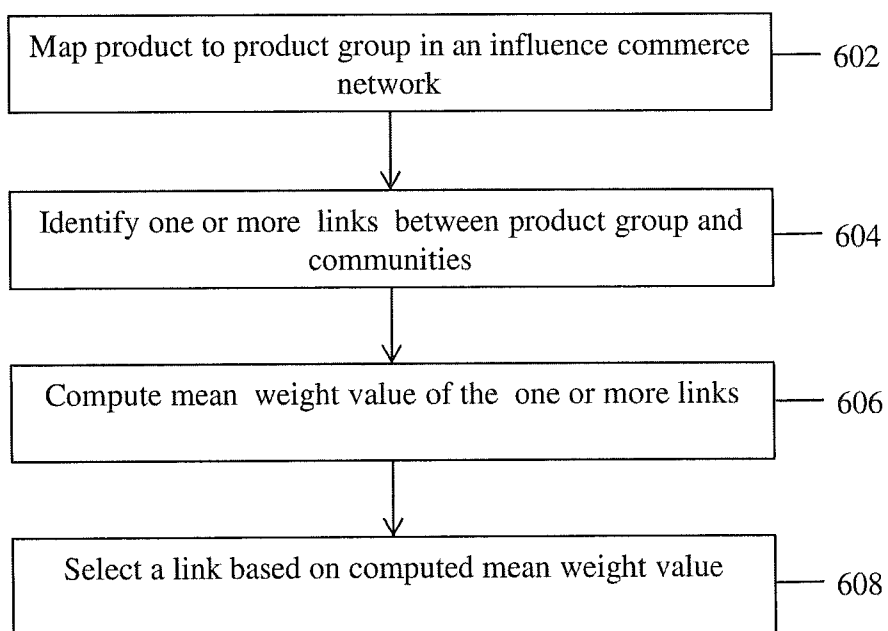 Map product to product group in an influence commerce
network
602
Identify one or more links between product group and
communities
604
Compute mean weight value of the one or more links
606
Select a link based on computed mean weight value
608